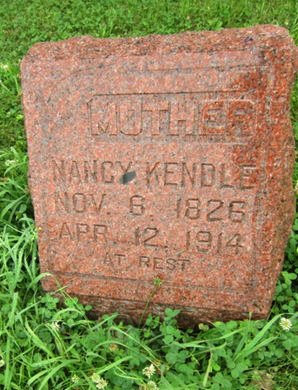 MOTHER
NANCY KENDLE
NOV. 6. 1826
APR. 12. 1914
AT REST